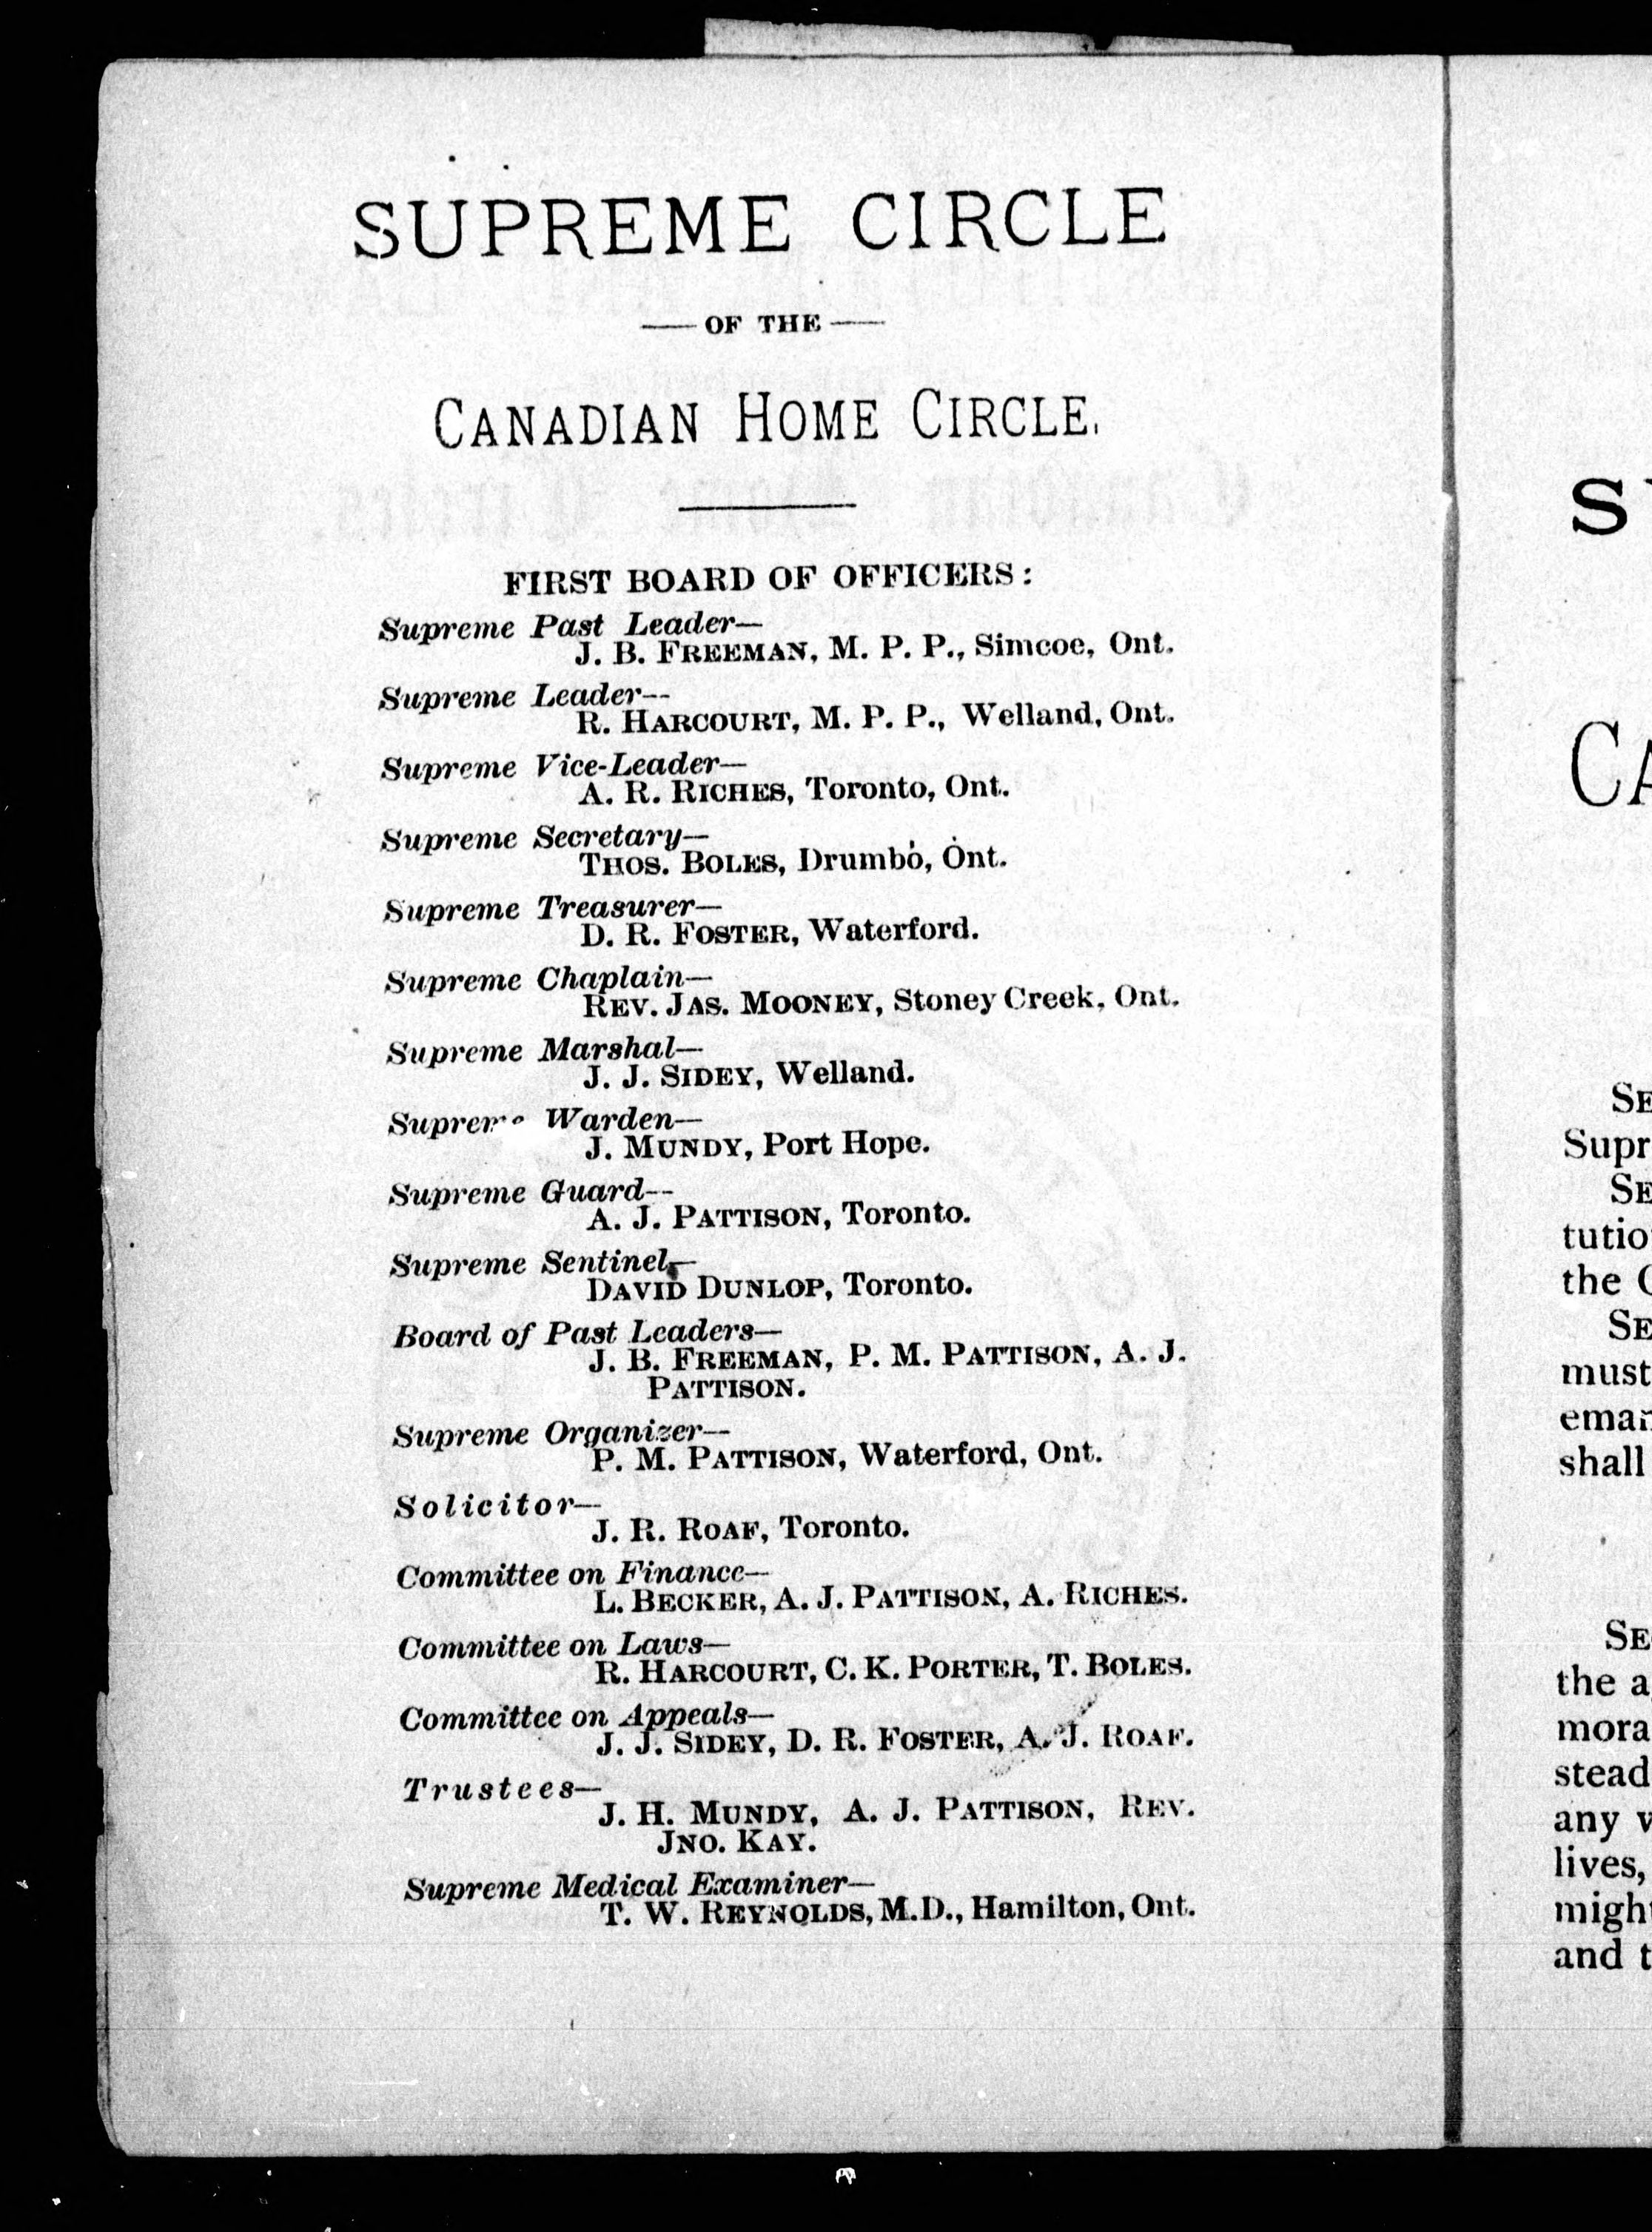 SUPREME CIRCLE
— OF THE —
CANADIAN HOME CIRCLE.
FIRST BOARD OF OFFICERS:
Supreme Past Leader—
J. B. FREEMAN, M. P. P., Simcoe, Ont.
Supreme Leader--
R. HARCOURT, M. P. P., Welland, Ont.
Supreme Vice-Leader—
A. R. RICHES, Toronto, Ont.
Supreme Secretary—
THOS. BOLES, Drumbo, Ont.
Supreme Treasurer—
D. R. FOSTER, Waterford.
Supreme Chaplain—
REV. JAS. MOONEY, Stoney Creek, Ont.
Supreme Marshal—
J. J. SIDEY, Welland.
Supreme Warden—
J. MUNDY, Port Hope.
Supreme Guard--
A. J. PATTISON, Toronto.
Supreme Sentinel—
DAVID DUNLOP, Toronto.
Board of Past Leaders—
J. B. FREEMAN, P. M. PATTISON, A. J.
PATTISON.
Supreme Organizer—
P. M. PATTISON, Waterford, Ont.
Solicitor—
J. R. ROAF, Toronto.
Committee on Finance—
L. BECKER, A. J. PATTISON, A. RICHES.
Committee on Laws—
R. HARCOURT, C. K. PORTER, T. BOLES.
Committee on Appeals—
J. J. SIDEY, D. R. FOSTER, A. J. ROAF.
Trustees—
J. H. MUNDY, A. J. PATTISON, REV.
JNO. KAY.
Supreme Medical Examiner—
T. W. REYNOLDS, M.D., Hamilton, Ont.
S
CA
SE
Supr
SE
tutio
the
SE
must
eman
shall
SE
the a
mora
stead
any v
lives,
might
and t